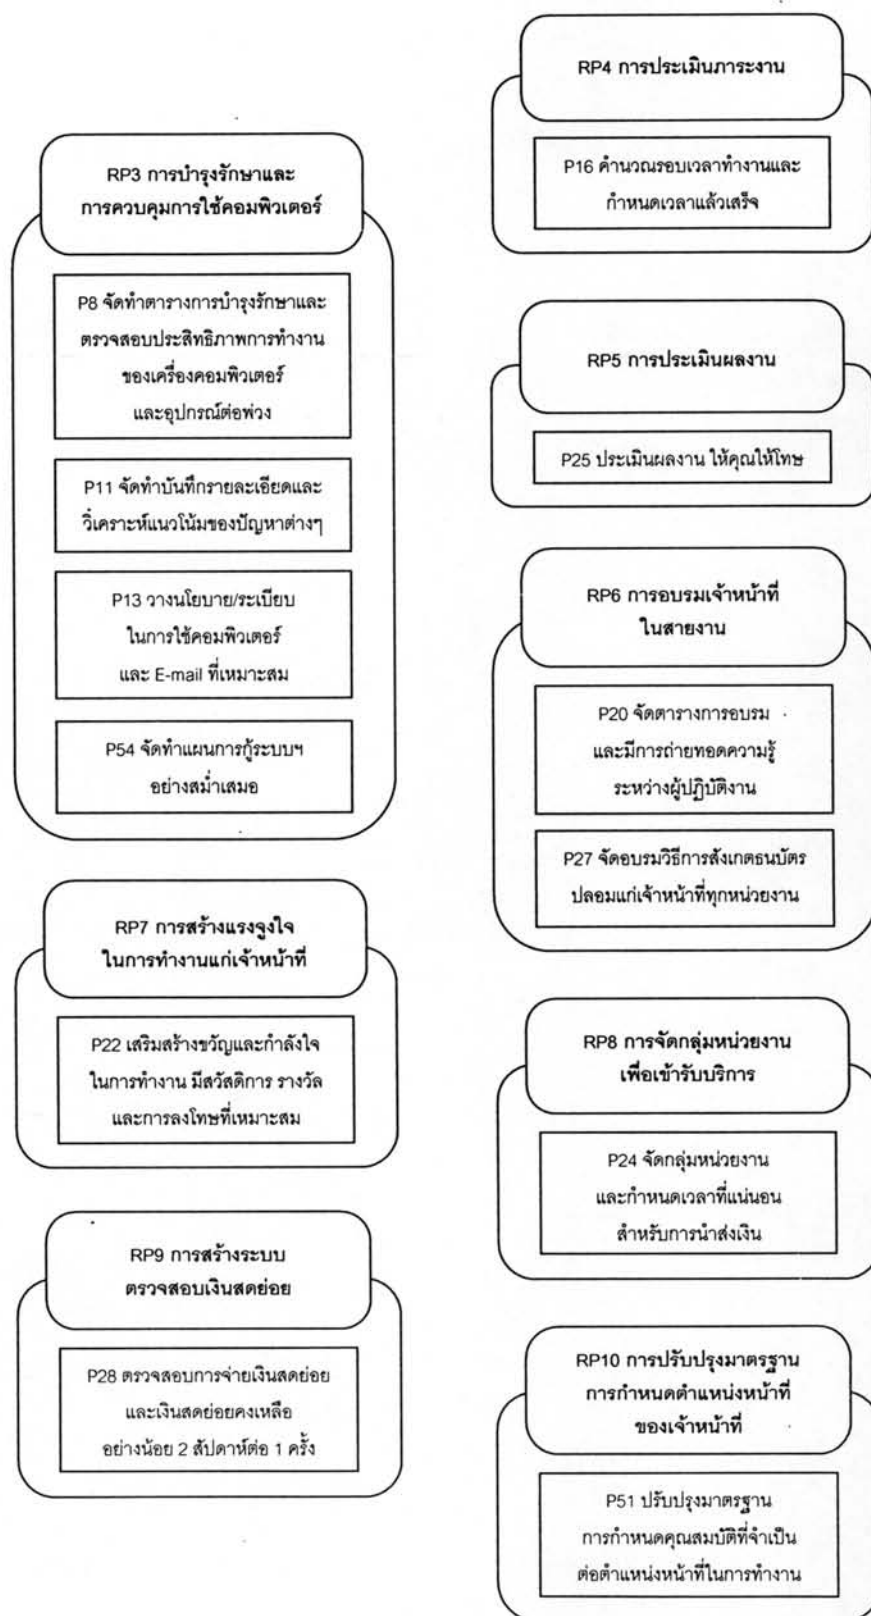 RP3 การบำรุงรักษาและ
การควบคุมการใช้คอมพิวเตอร์
P8 จัดทำตารางการบำรุงรักษาและ
ตรวจสอบประสิทธิภาพการทำงาน
ของเครื่องคอมพิวเตอร์
และอุปกรณ์ต่อพ่วง
P11 จัดทำบันทึกรายละเอียดและ
วิ่เคราะห์แนวโน้มของปัญหาต่างๆ
P13 วางนโยบาย/ระเบียบ
ในการใช้คอมพิวเตอร์
และ E-mail ที่เหมาะสม
P54 จัดทำแผนการกู้ระบบฯ
อย่างสม่ำเสมอ
RP4 การประเมินภาระงาน
P16 คำนวณรอบเวลาทำงานและ
กำหนดเวลาแล้วเสร็จ
RP5 การประเมินผลงาน
P25 ประเมินผลงาน ให้คุณให้โทษ
RP6 การอบรมเจ้าหน้าที่
ในสายงาน
P20 จัดตารางการอบรม
และมีการถ่ายทอดความรู้
ระหว่างผู้ปฏิบัติงาน
P27 จัดอบรมวิธีการสังเกตธนบัตร
ปลอมแก่เจ้าหน้าที่ทุกหน่วยงาน
RP7 การสร้างแรงจูงใจ
ในการทำงานแก่เจ้าหน้าที่
P22 เสริมสร้างขวัญและกำลังใจ
ในการทำงาน มีสวัสดิการ รางวัล
และการลงโทษที่เหมาะสม
RP8 การจัดกลุ่มหน่วยงาน
เพื่อเข้ารับบริการ
P24 จัดกลุ่มหน่วยงาน
และกำหนดเวลาที่แน่นอน
สำหรับการนำส่งเงิน
RP9 การสร้างระบบ
ตรวจสอบเงินสดย่อย
P28 ตรวจสอบการจ่ายเงินสดย่อย
และเงินสดย่อยคงเหลือ
อย่างน้อย 2 สัปดาห์ต่อ 1 ครั้ง
RP10 การปรับปรุงมาตรฐาน
การกำหนดตำแหน่งหน้าที่
ของเจ้าหน้าที่
P51 ปรับปรุงมาตรฐาน
การกำหนดคุณสมบัติที่จำเป็น
ต่อตำแหน่งหน้าที่ในการทำงาน